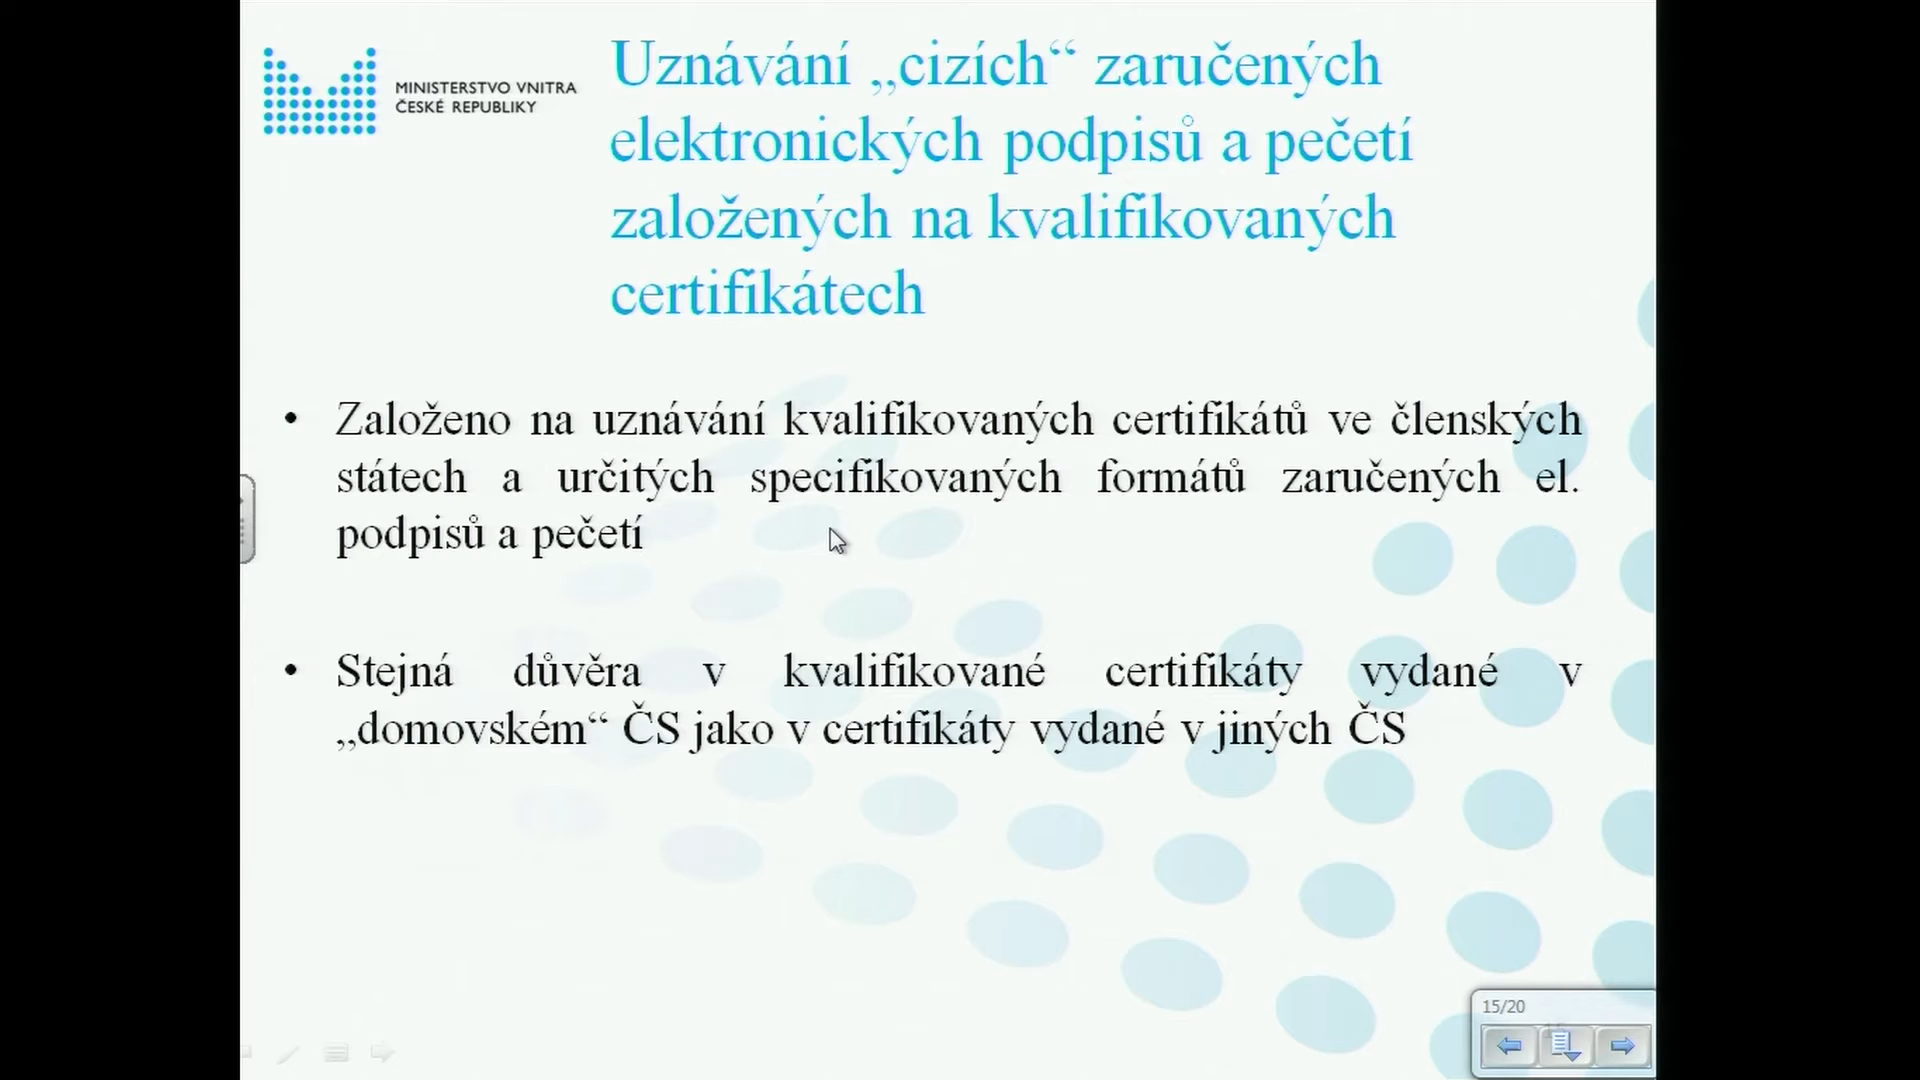 MINISTERSTVO VNITRA
ČESKÉ REPUBLIKY
Uznávání „cizích“ zaručených
elektronických podpisů a pečetí
založených na kvalifikovaných
certifikátech
• Založeno na uznávání kvalifikovaných certifikátů ve členských
státech a určitých specifikovaných formátů zaručených el.
podpisů a pečetí
• Stejná důvěra v kvalifikované certifikáty vydané v
„domovském“ ČS jako v certifikáty vydané v jiných ČS
15/20